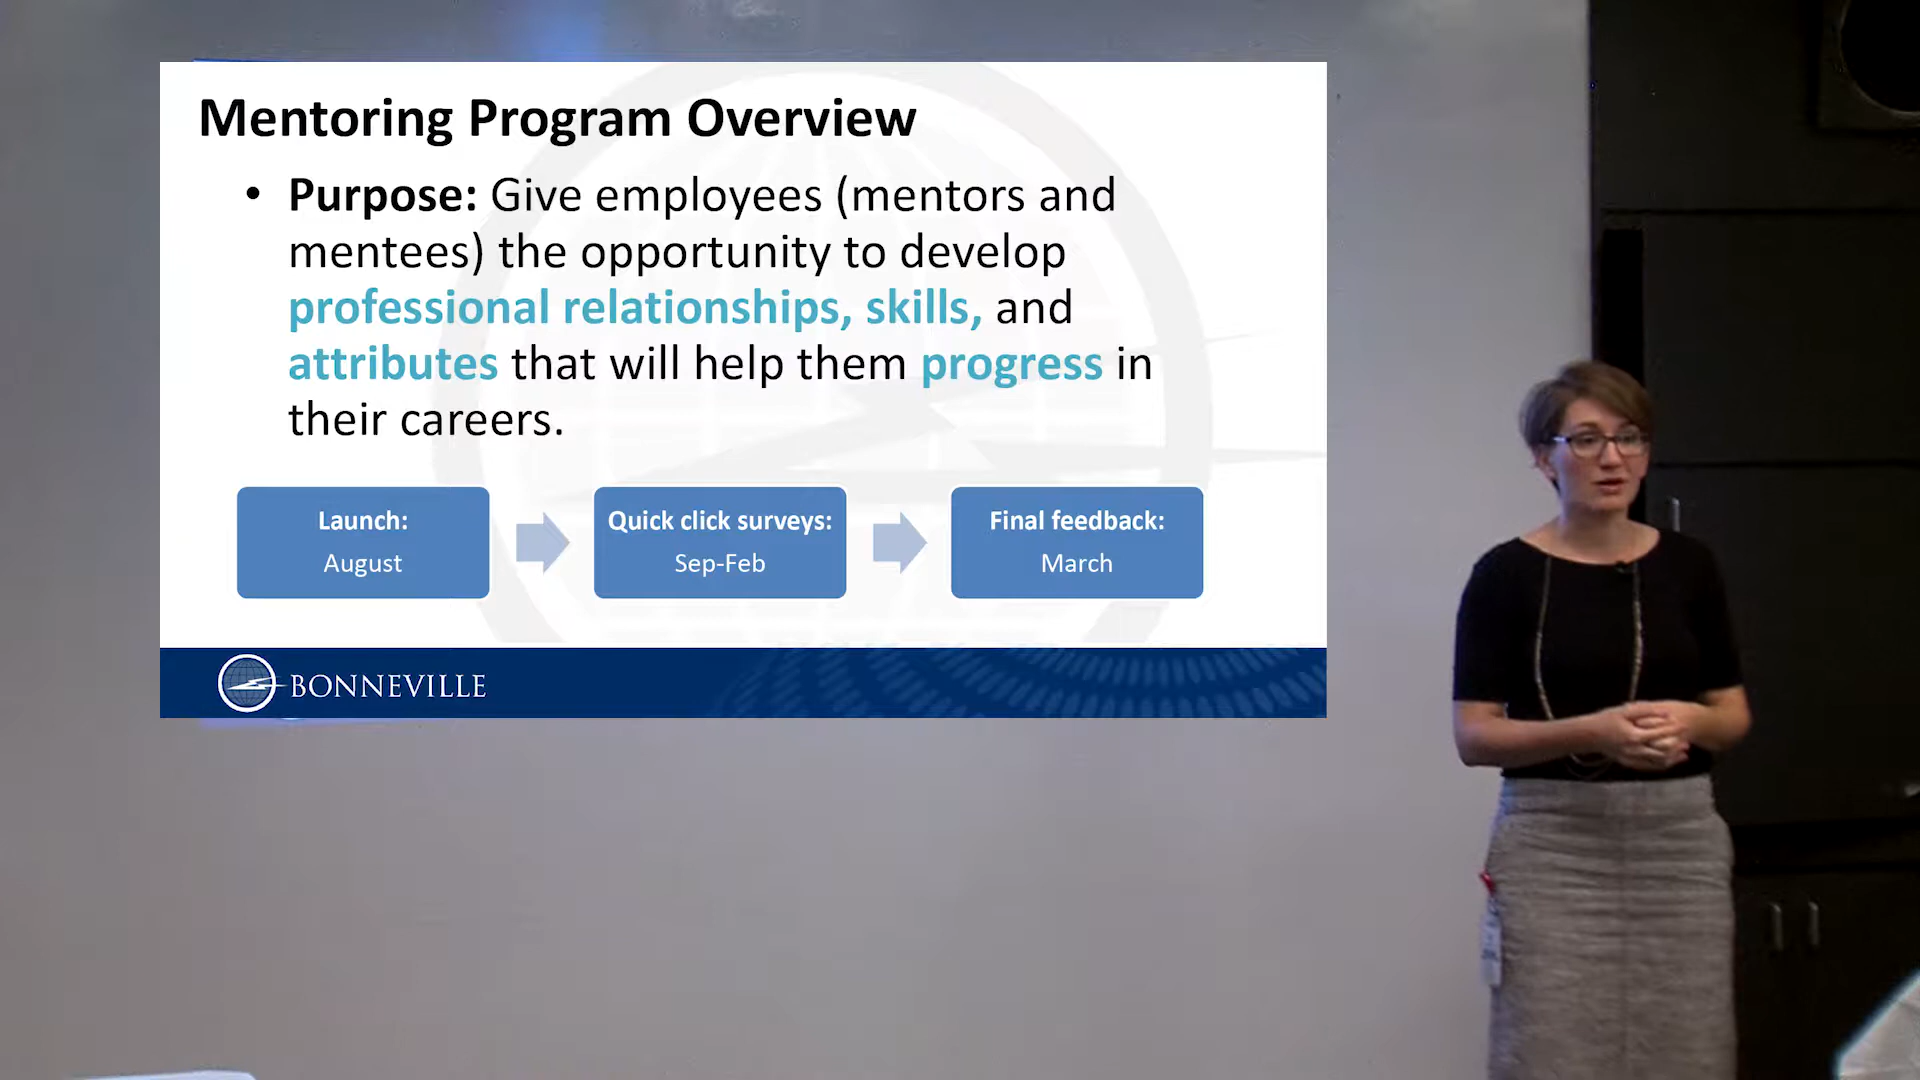 Mentoring Program Overview
• Purpose: Give employees (mentors and
mentees) the opportunity to develop
professional relationships, skills, and
attributes that will help them progress in
their careers.
Launch:
August
Quick click surveys:
Sep-Feb
Final feedback:
March
BONNEVILLE